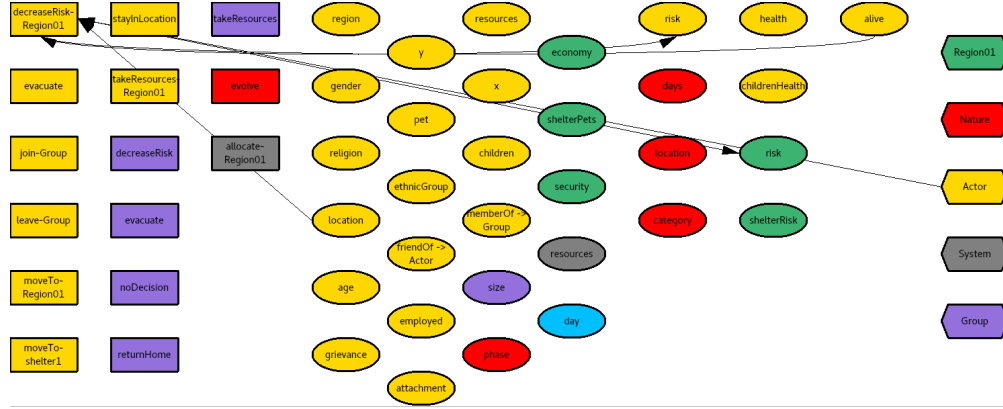 decreaseRisk-
Region01
stayInLocation
takeResources
region
resources
risk
health
alive
y
economy
Region01
evacuate
takeResources-
Region01
evolve
gender
x
days
childrenHealth
pet
shelterPets
Nature
join-Group
decreaseRisk
allocate-
Region01
religion
children
location
risk
ethnicGroup
security
Actor
leave-Group
evacuate
location
memberOf ->
Group
category
shelterRisk
friendOf ->
Actor
resources
System
moveTo-
Region01
noDecision
age
size
employed
day
Group
moveTo-
shelter1
returnHome
grievance
phase
attachment